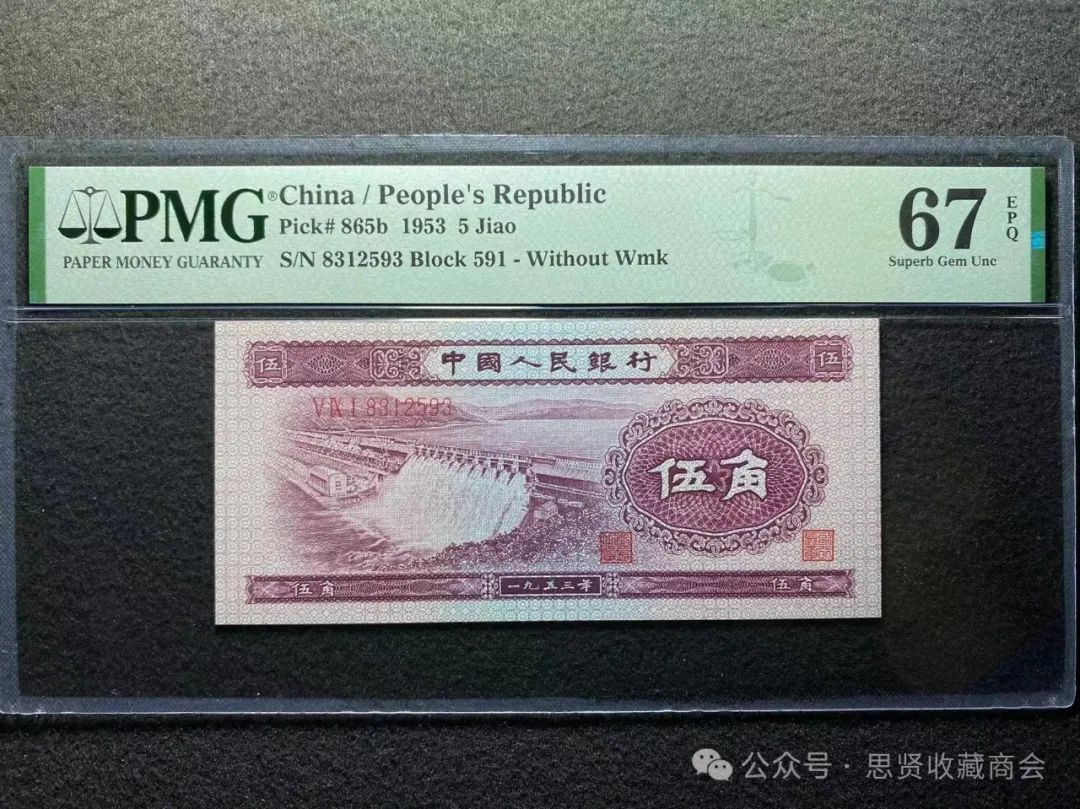 PMG® China / People's Republic
Pick# 865b 1953 5 Jiao
PAPER MONEY GUARANTY S/N 8312593 Block 591 - Without Wmk
67 EPQ
Superb Gem Unc
伍 中國人民銀行 伍
VIX I 8312593
伍角
伍角 一九五三年 伍角
公众号 · 思贤收藏商会